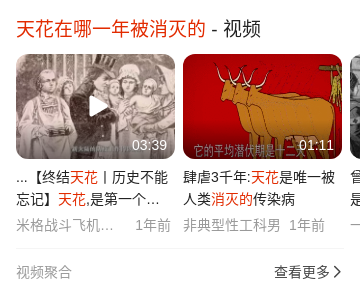 天花在哪一年被消灭的 - 视频
03:39
它的平均潜伏期是十二天
01:11
...【终结天花丨历史不能
忘记】天花,是第一个...
米格战斗飞机... 1年前
肆虐3千年:天花是唯一被
人类消灭的传染病
非典型性工科男 1年前
视频聚合
查看更多